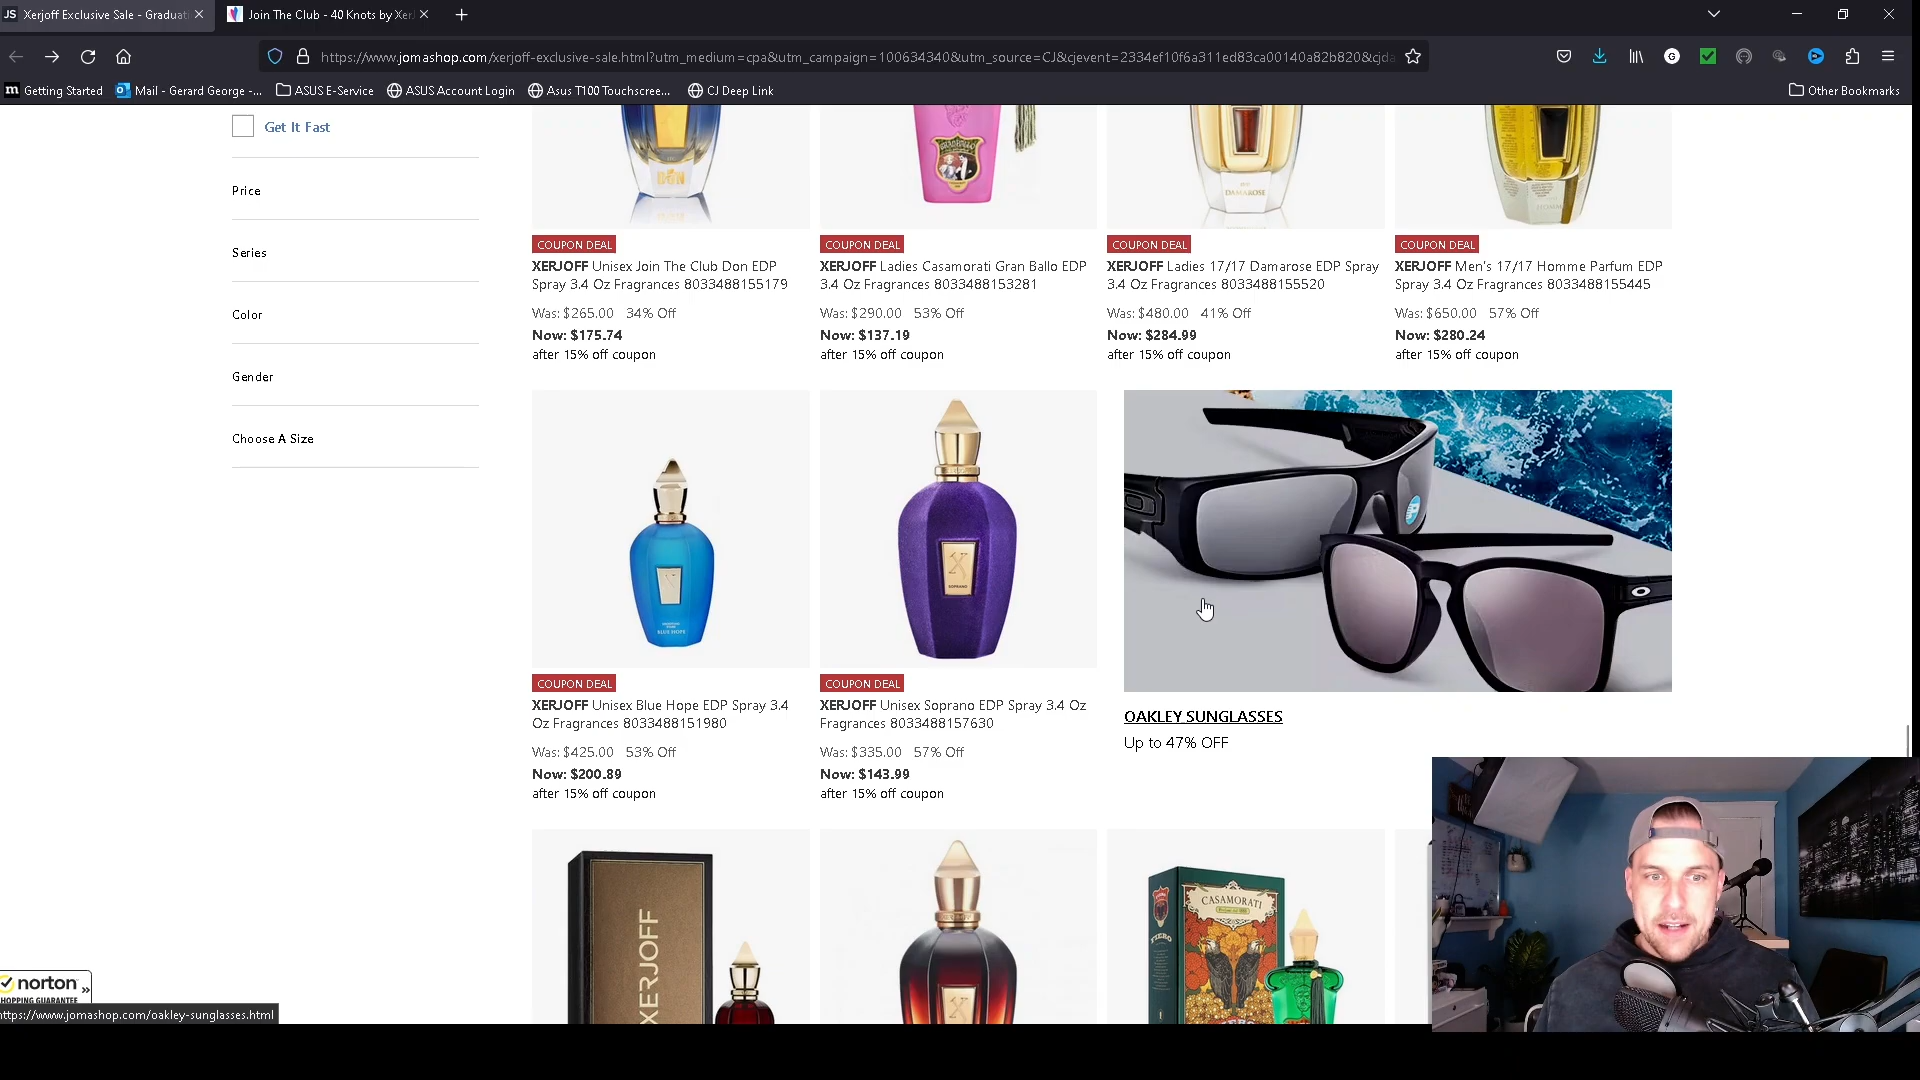 JS Xerjoff Exclusive Sale - Graduati
Join The Club - 40 Knots by Xer
https://www.jomashop.com/xerjoff-exclusive-sale.html?utm_medium=cpa&utm_campaign=100634340&utm_source=CJ&cjevent=2334ef10f6a311ed83ca00140a82b820&cjda
Getting Started
Mail - Gerard George -...
ASUS E-Service
ASUS Account Login
Asus T100 Touchscree...
CJ Deep Link
Other Bookmarks
Get It Fast
Price
Series
Color
Gender
Choose A Size
DON
DAMAROSE
HOMME
COUPON DEAL
XERJOFF Unisex Join The Club Don EDP
Spray 3.4 Oz Fragrances 8033488155179
Was: $265.00 34% Off
Now: $175.74
after 15% off coupon
COUPON DEAL
XERJOFF Ladies Casamorati Gran Ballo EDP
3.4 Oz Fragrances 8033488153281
Was: $290.00 53% Off
Now: $137.19
after 15% off coupon
COUPON DEAL
XERJOFF Ladies 17/17 Damarose EDP Spray
3.4 Oz Fragrances 8033488155520
Was: $480.00 41% Off
Now: $284.99
after 15% off coupon
COUPON DEAL
XERJOFF Men's 17/17 Homme Parfum EDP
Spray 3.4 Oz Fragrances 8033488155445
Was: $650.00 57% Off
Now: $280.24
after 15% off coupon
BLUE HOPE
X
SOPRANO
COUPON DEAL
XERJOFF Unisex Blue Hope EDP Spray 3.4
Oz Fragrances 8033488151980
Was: $425.00 53% Off
Now: $200.89
after 15% off coupon
COUPON DEAL
XERJOFF Unisex Soprano EDP Spray 3.4 Oz
Fragrances 8033488157630
Was: $335.00 57% Off
Now: $143.99
after 15% off coupon
OAKLEY SUNGLASSES
Up to 47% OFF
XERJOFF
X
CASAMORATI
norton
SHOPPING GUARANTEE
https://www.jomashop.com/oakley-sunglasses.html